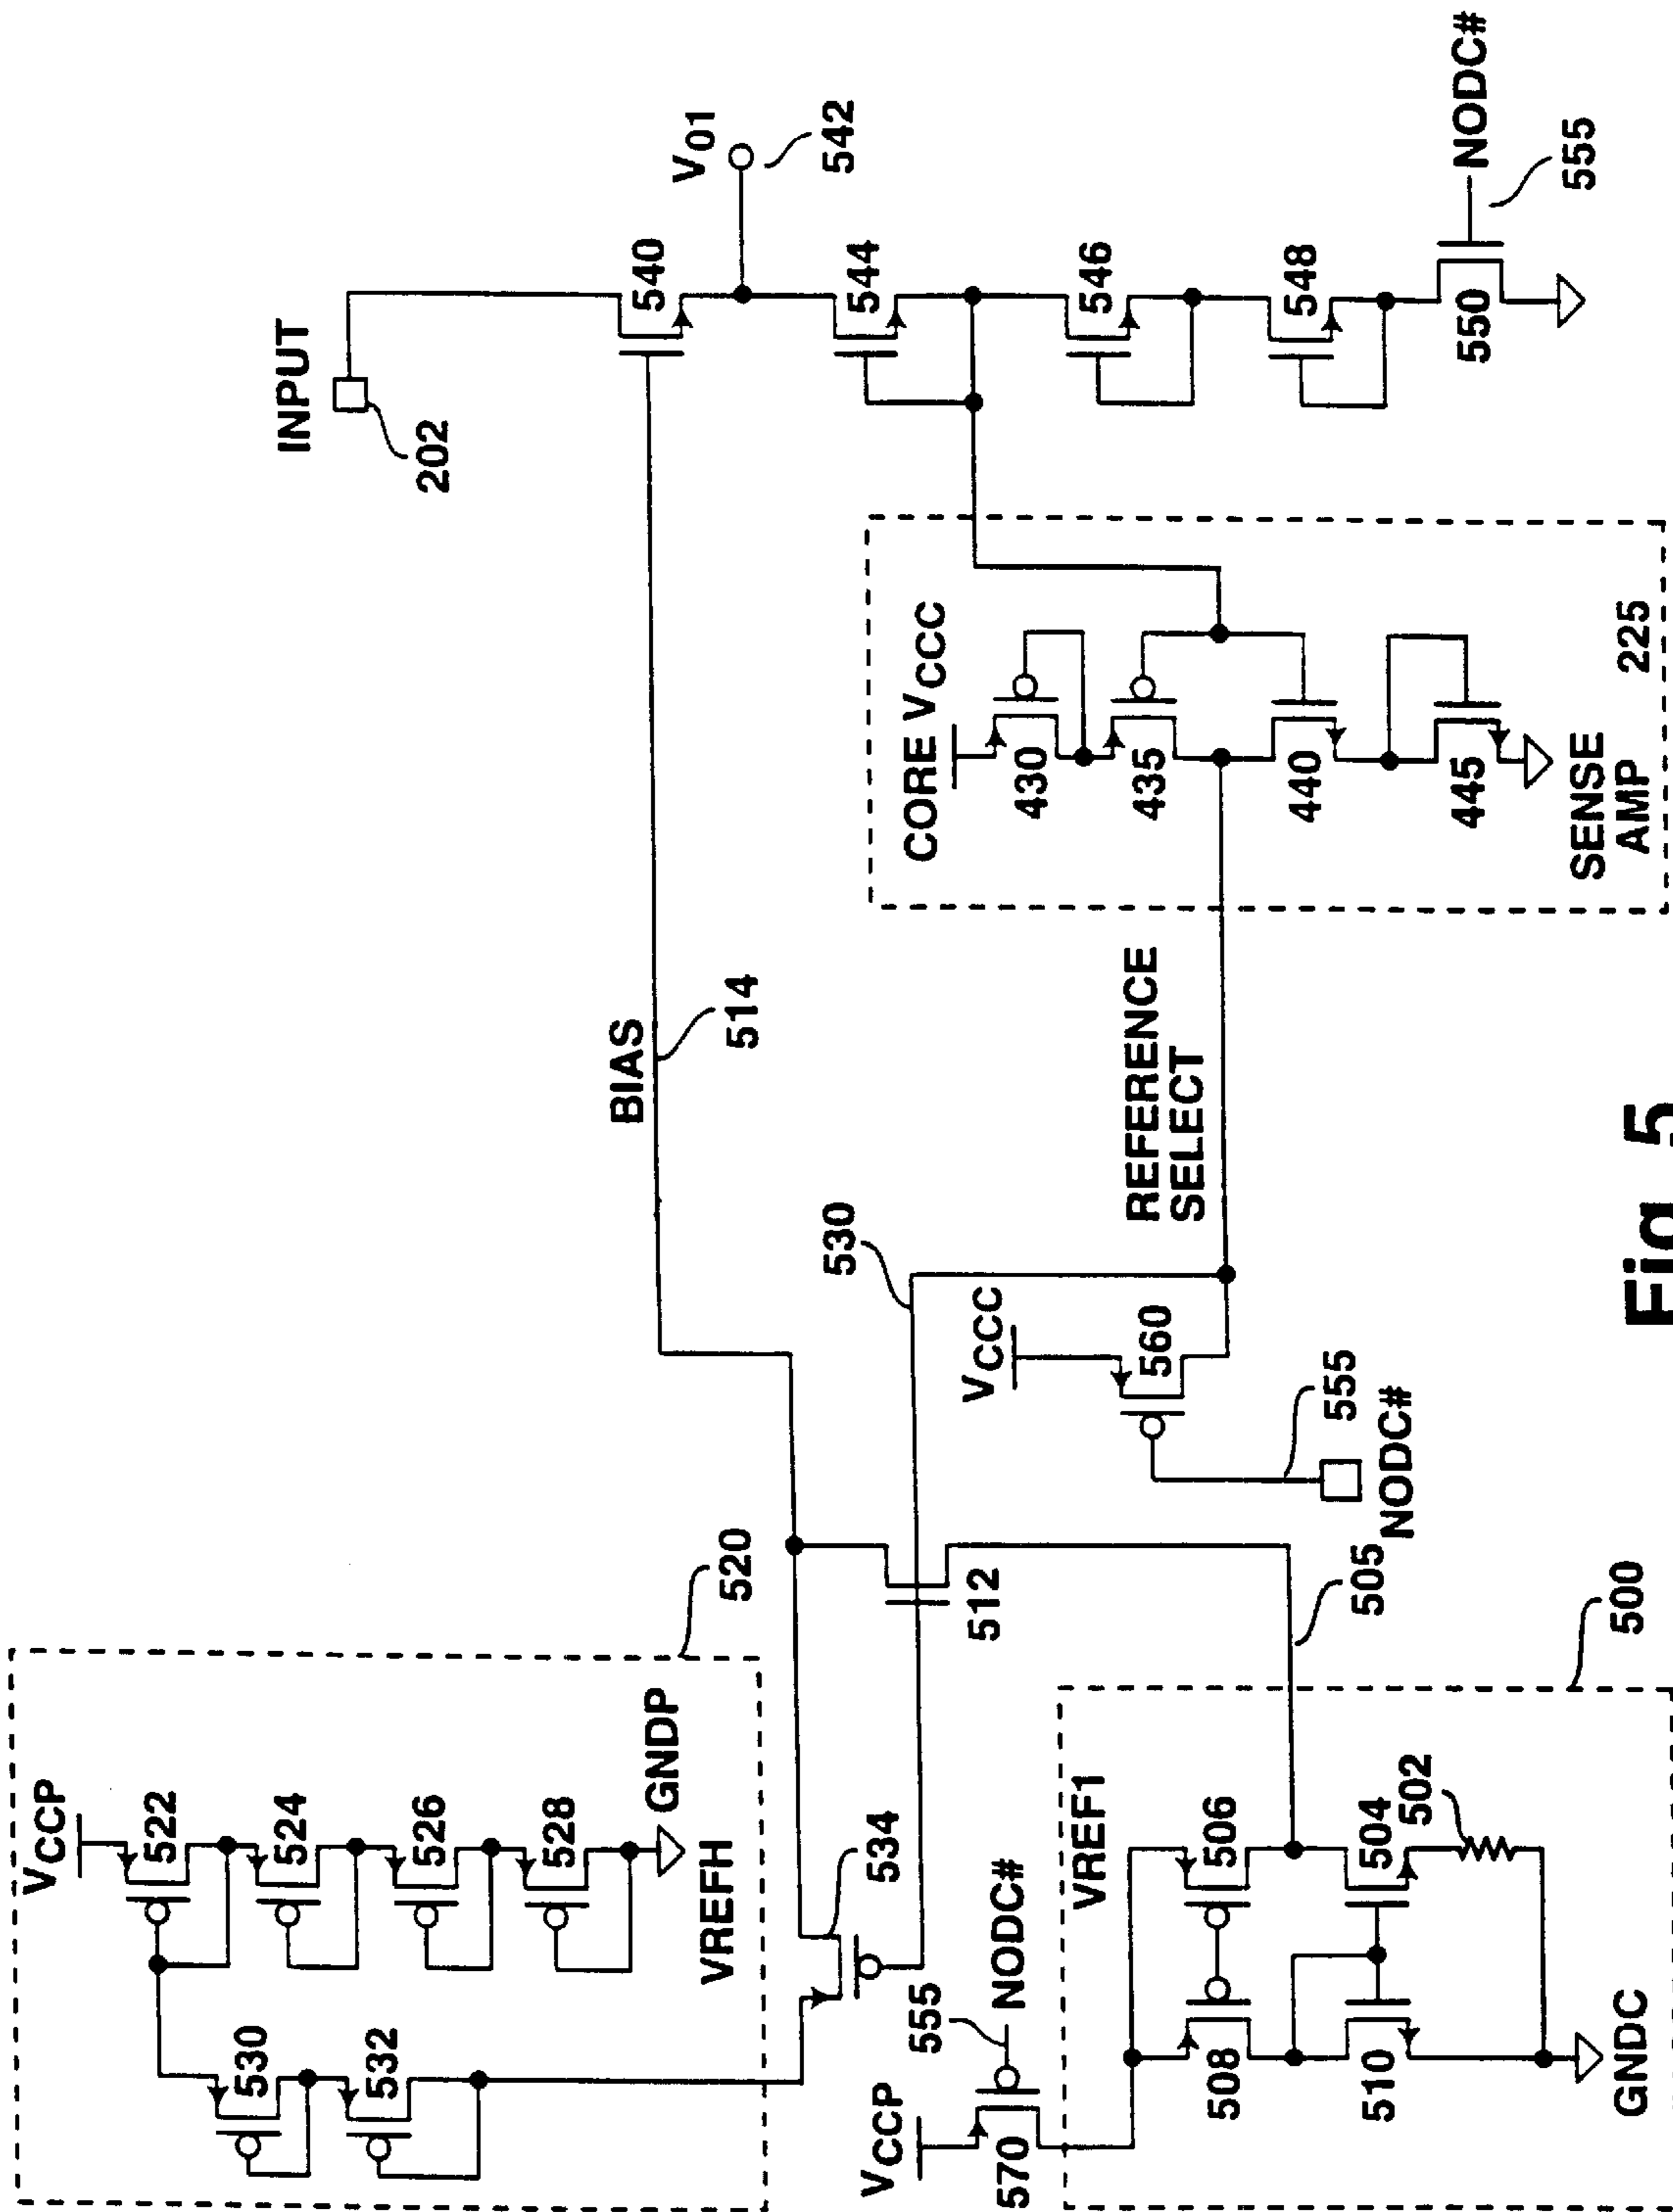 INPUT
202
540
V01
542
544
546
548
550
NODC#
555
BIAS
514
CORE VCCC
430
435
440
445
225
SENSE
AMP
REFERENCE
SELECT
530
VCCC
560
555
NODC#
520
VCCP
522
524
526
528
GNDP
VREFH
530
532
534
512
505
500
VCCP
570
555
NODC#
VREF1
506
508
504
502
510
GNDC
Fig. 5